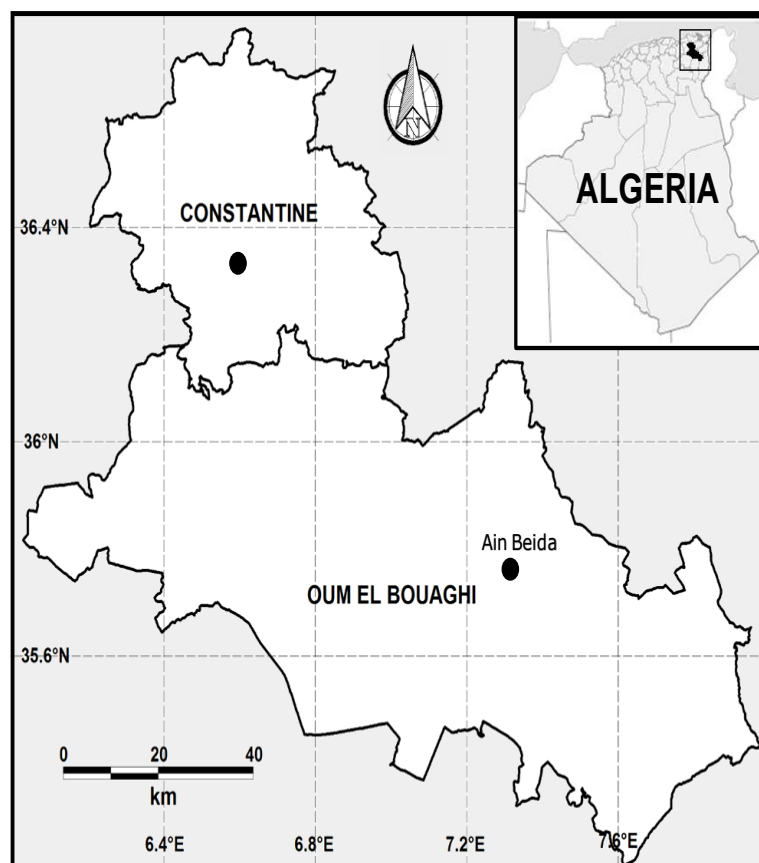 N
ALGERIA
CONSTANTINE
36.4°N
36°N
Ain Beida
OUM EL BOUAGHI
35.6°N
0 20 40
km
6.4°E 6.8°E 7.2°E 7.6°E